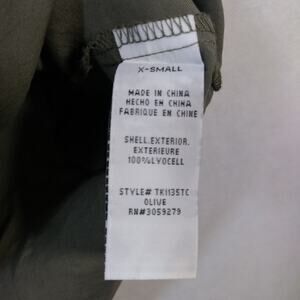 X-SMALL
MADE IN CHINA
HECHO EN CHINA
FABRIQUE EN CHINE
SHELL.EXTERIOR.
EXTERIEURE
100%LYOCELL
STYLE# TK1135TC
OLIVE
RN#3059279